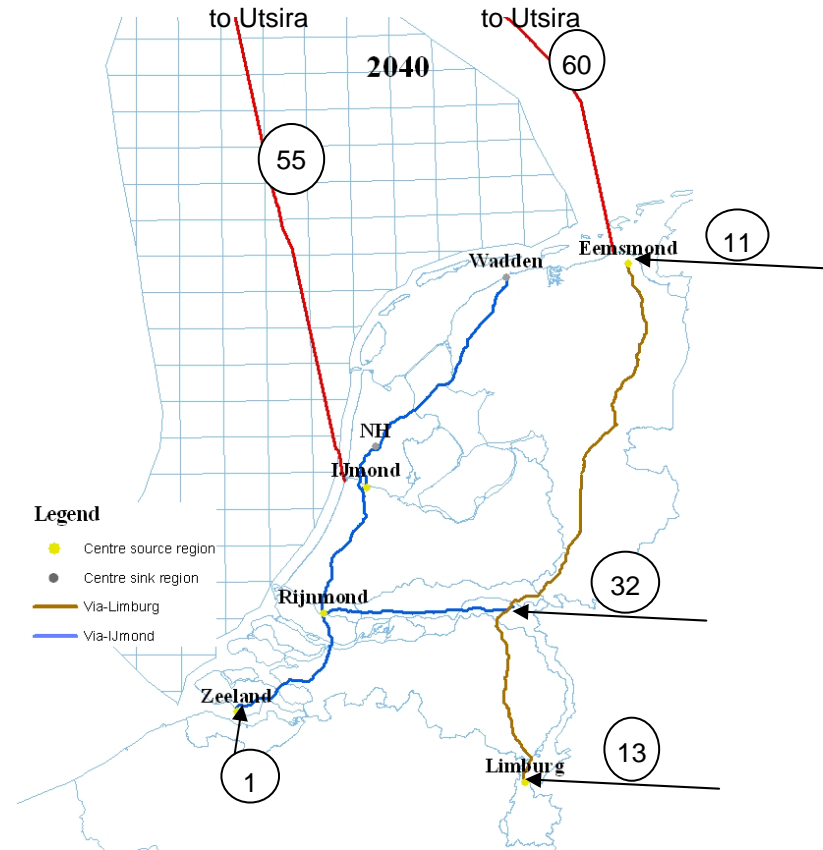 to Utsira
to Utsira
2040
60
55
11
Eemsmond
Wadden
NH
IJmond
Legend
Centre source region
Centre sink region
Via-Limburg
Via-IJmond
32
Rijnmond
Zeeland
13
Limburg
1